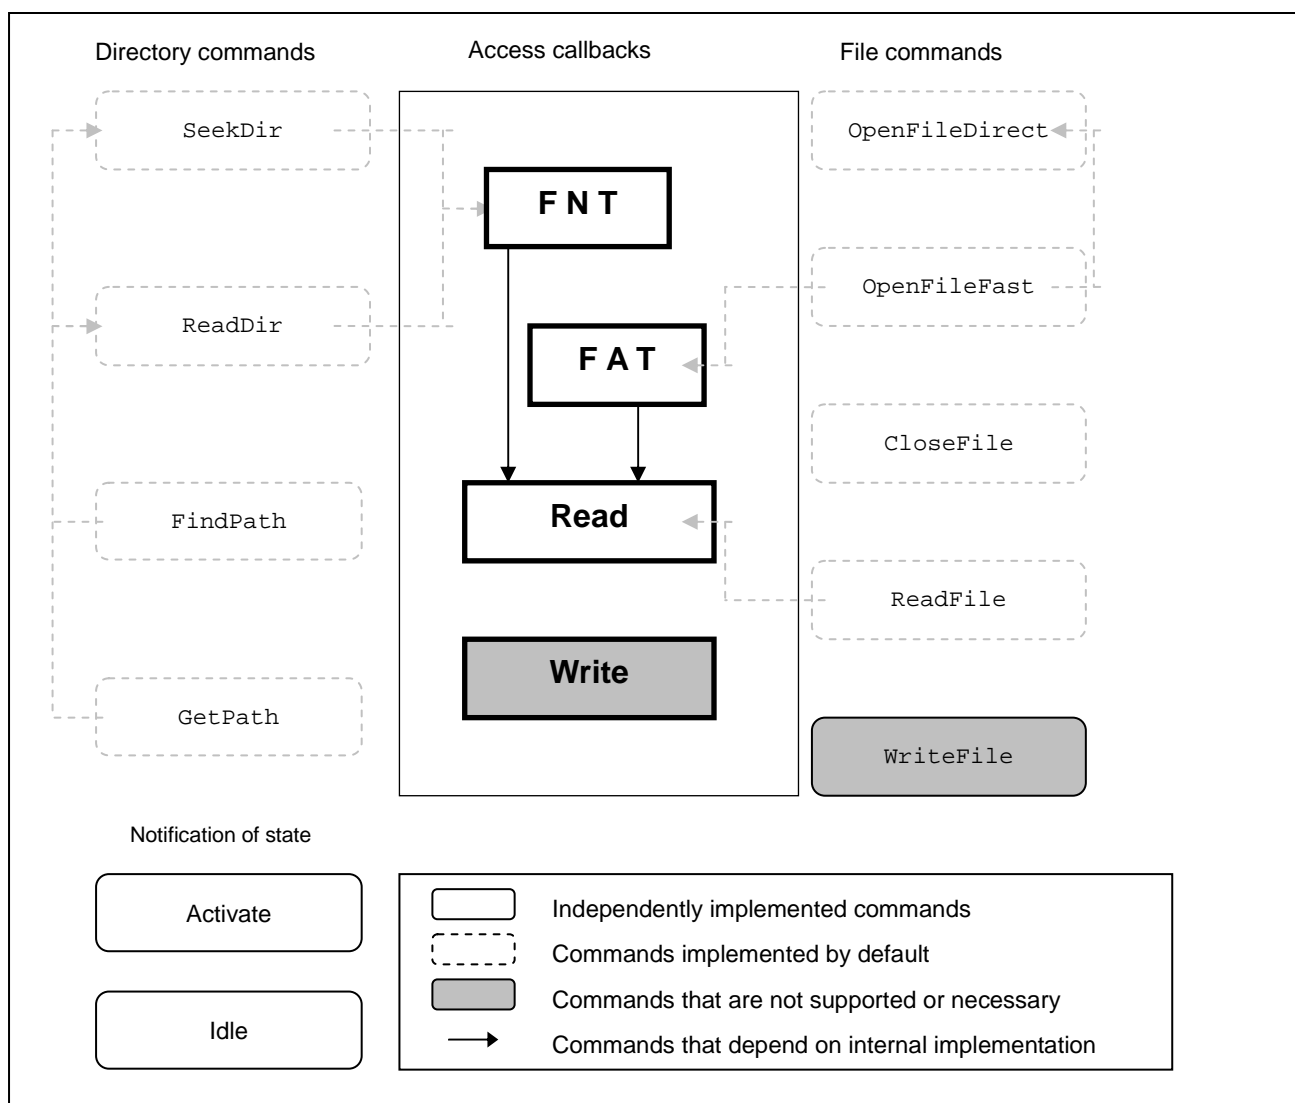 Directory commands
Access callbacks
File commands
SeekDir
OpenFileDirect
F N T
ReadDir
OpenFileFast
F A T
CloseFile
FindPath
Read
ReadFile
Write
GetPath
WriteFile
Notification of state
Activate
Idle
Independently implemented commands
Commands implemented by default
Commands that are not supported or necessary
Commands that depend on internal implementation